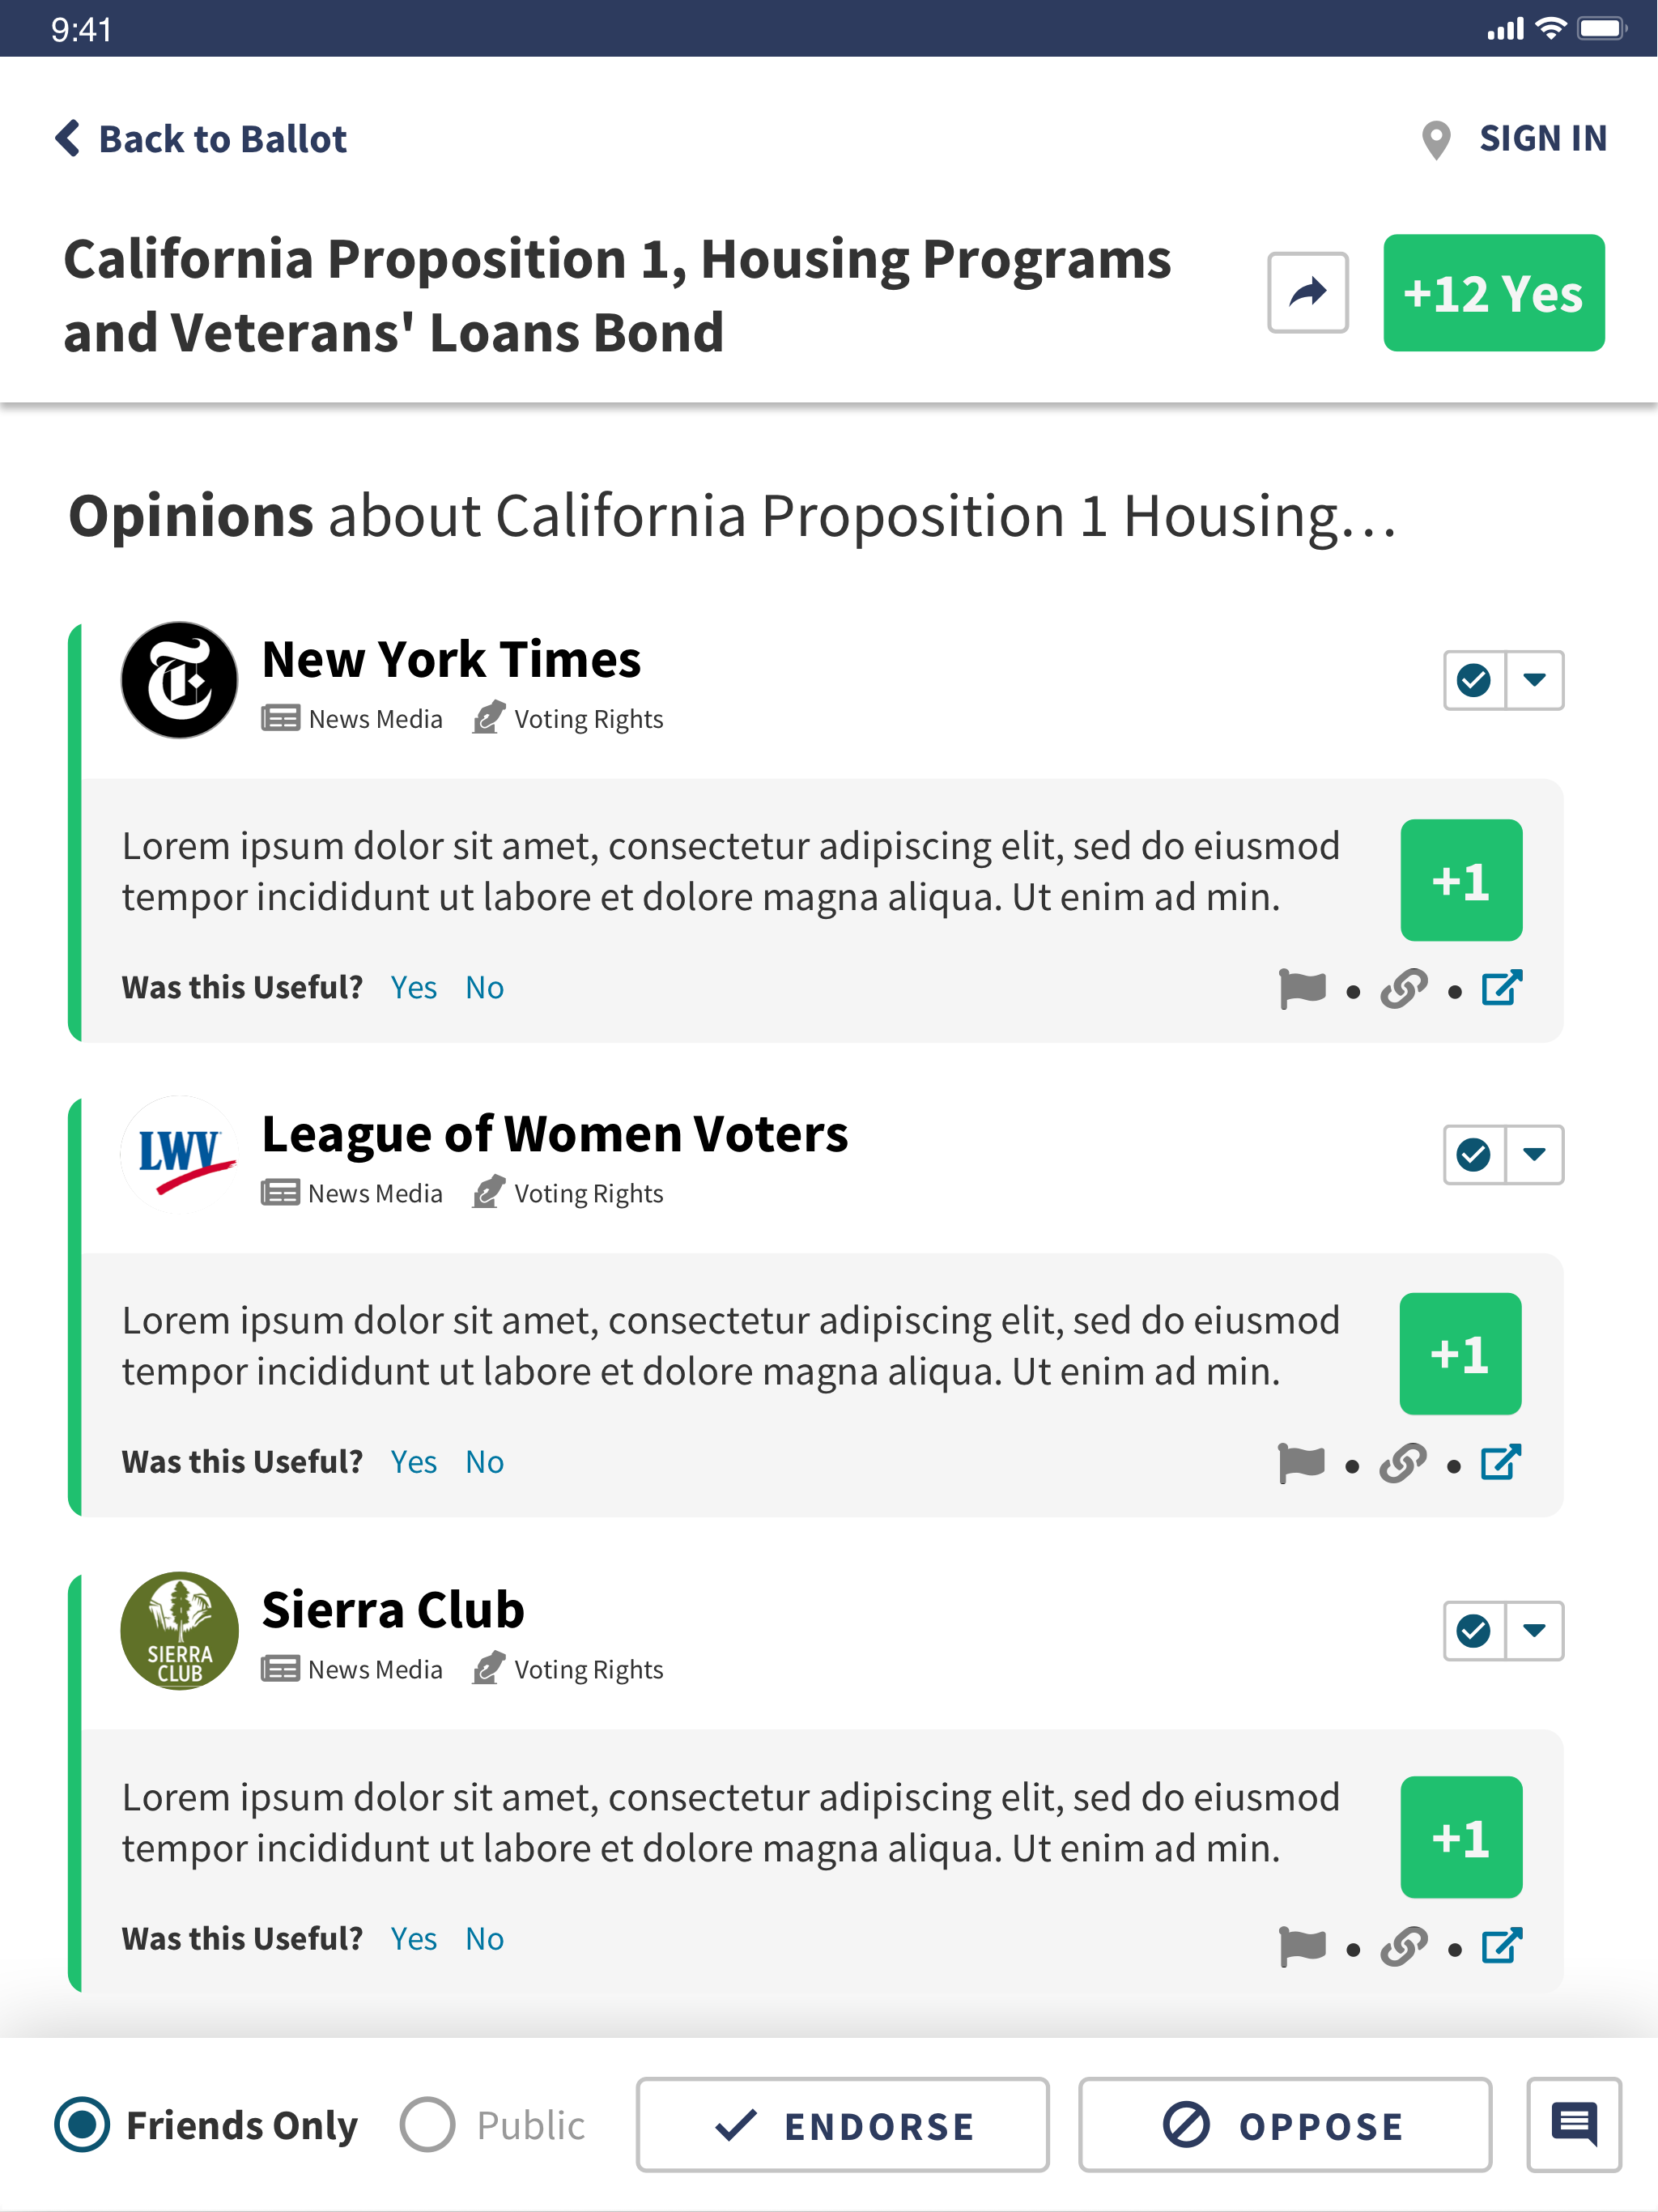 9:41
Back to Ballot
SIGN IN
California Proposition 1, Housing Programs
and Veterans' Loans Bond
+12 Yes
Opinions about California Proposition 1 Housing…
New York Times
News Media Voting Rights
Lorem ipsum dolor sit amet, consectetur adipiscing elit, sed do eiusmod
tempor incididunt ut labore et dolore magna aliqua. Ut enim ad min.
+1
Was this Useful? Yes No
LWV
League of Women Voters
News Media Voting Rights
Lorem ipsum dolor sit amet, consectetur adipiscing elit, sed do eiusmod
tempor incididunt ut labore et dolore magna aliqua. Ut enim ad min.
+1
Was this Useful? Yes No
SIERRA
CLUB
Sierra Club
News Media Voting Rights
Lorem ipsum dolor sit amet, consectetur adipiscing elit, sed do eiusmod
tempor incididunt ut labore et dolore magna aliqua. Ut enim ad min.
+1
Was this Useful? Yes No
Friends Only Public ENDORSE OPPOSE